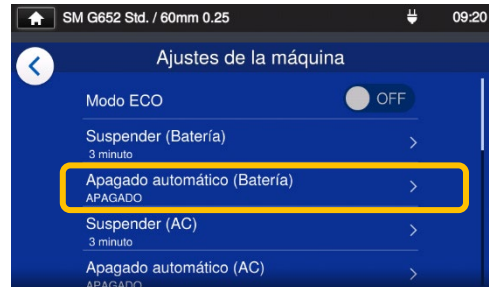 SM G652 Std. / 60mm 0.25 09:20
Ajustes de la máquina
Modo ECO OFF
Suspender (Batería)
3 minuto
Apagado automático (Batería)
APAGADO
Suspender (AC)
3 minuto
Apagado automático (AC)
APAGADO